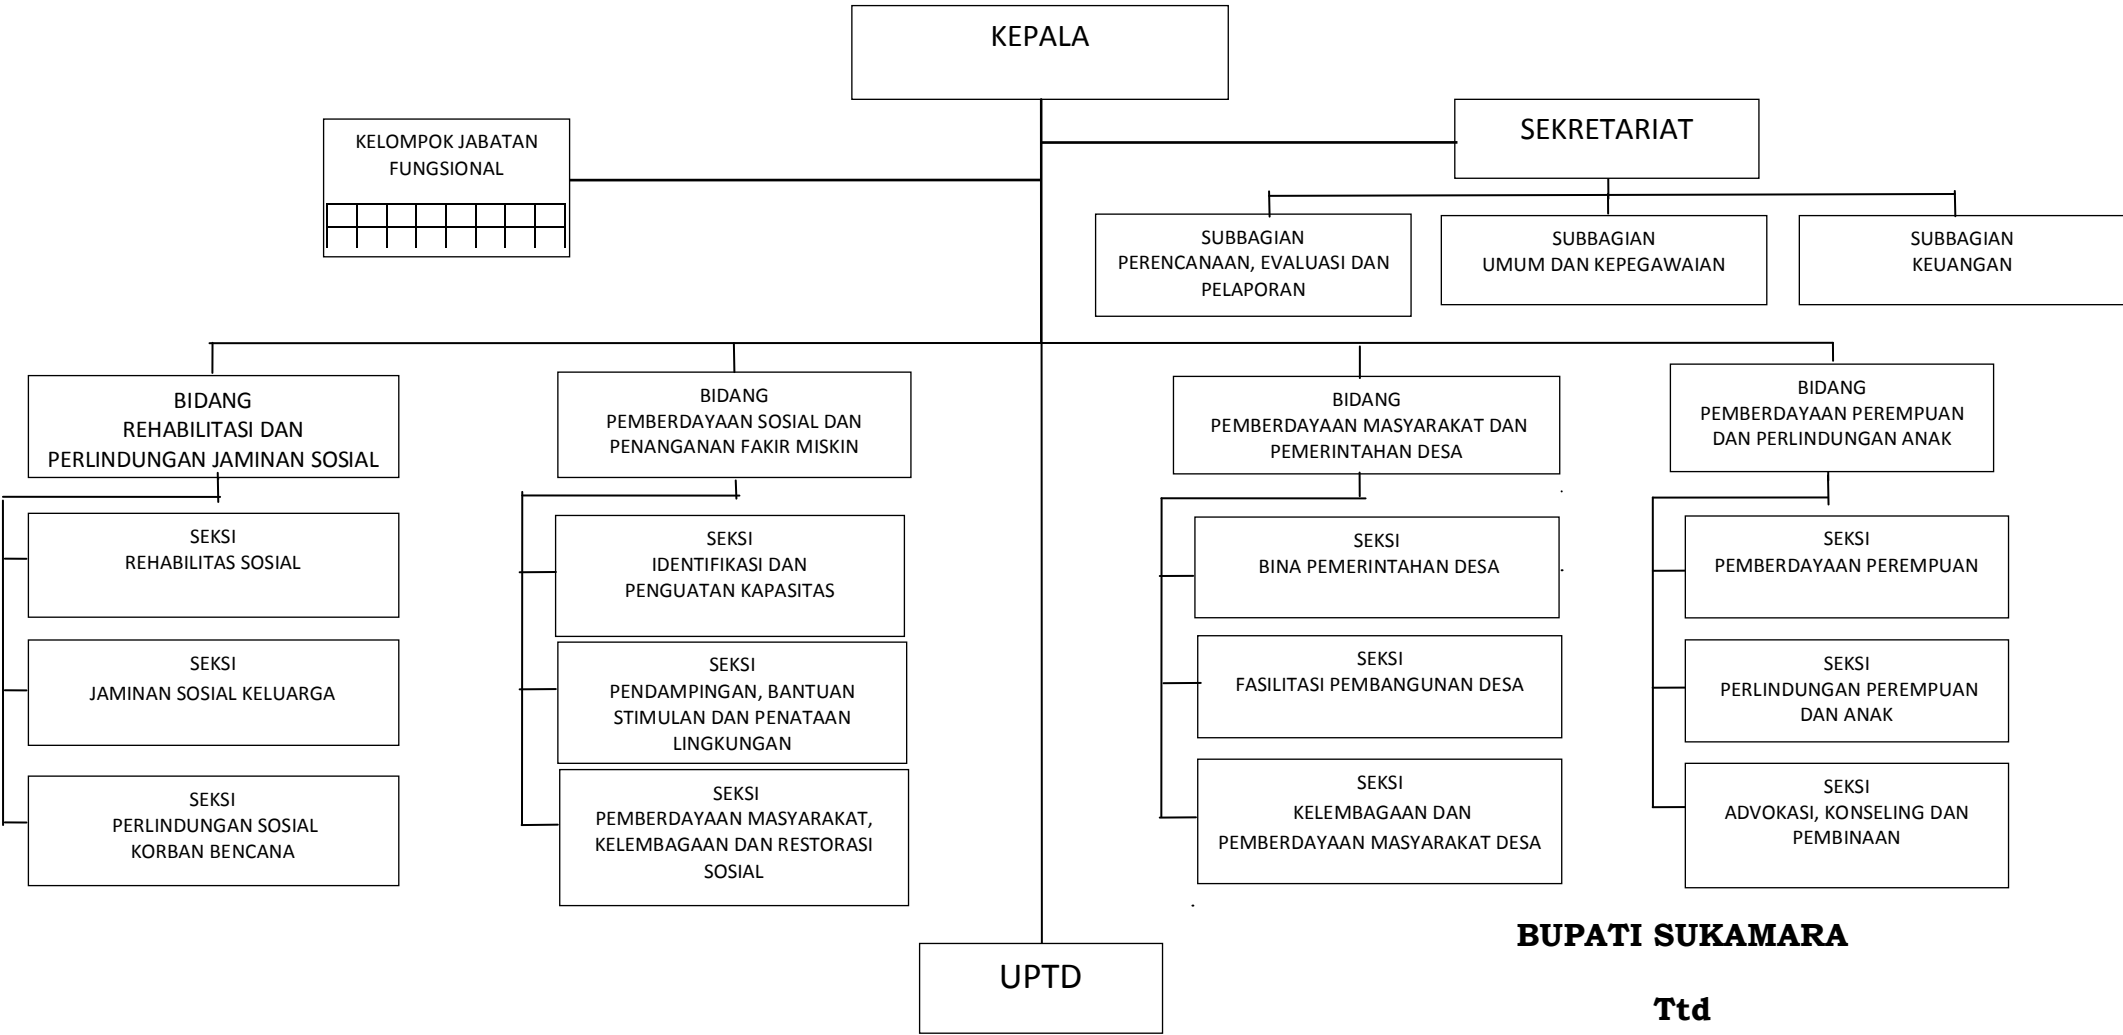 KEPALA
KELOMPOK JABATAN
FUNGSIONAL
SEKRETARIAT
SUBBAGIAN
PERENCANAAN, EVALUASI DAN
PELAPORAN
SUBBAGIAN
UMUM DAN KEPEGAWAIAN
SUBBAGIAN
KEUANGAN
BIDANG
REHABILITASI DAN
PERLINDUNGAN JAMINAN SOSIAL
SEKSI
REHABILITAS SOSIAL
SEKSI
JAMINAN SOSIAL KELUARGA
SEKSI
PERLINDUNGAN SOSIAL
KORBAN BENCANA
BIDANG
PEMBERDAYAAN SOSIAL DAN
PENANGANAN FAKIR MISKIN
SEKSI
IDENTIFIKASI DAN
PENGUATAN KAPASITAS
SEKSI
PENDAMPINGAN, BANTUAN
STIMULAN DAN PENATAAN
LINGKUNGAN
SEKSI
PEMBERDAYAAN MASYARAKAT,
KELEMBAGAAN DAN RESTORASI
SOSIAL
BIDANG
PEMBERDAYAAN MASYARAKAT DAN
PEMERINTAHAN DESA
SEKSI
BINA PEMERINTAHAN DESA
SEKSI
FASILITASI PEMBANGUNAN DESA
SEKSI
KELEMBAGAAN DAN
PEMBERDAYAAN MASYARAKAT DESA
BIDANG
PEMBERDAYAAN PEREMPUAN
DAN PERLINDUNGAN ANAK
SEKSI
PEMBERDAYAAN PEREMPUAN
SEKSI
PERLINDUNGAN PEREMPUAN
DAN ANAK
SEKSI
ADVOKASI, KONSELING DAN
PEMBINAAN
UPTD
BUPATI SUKAMARA
Ttd